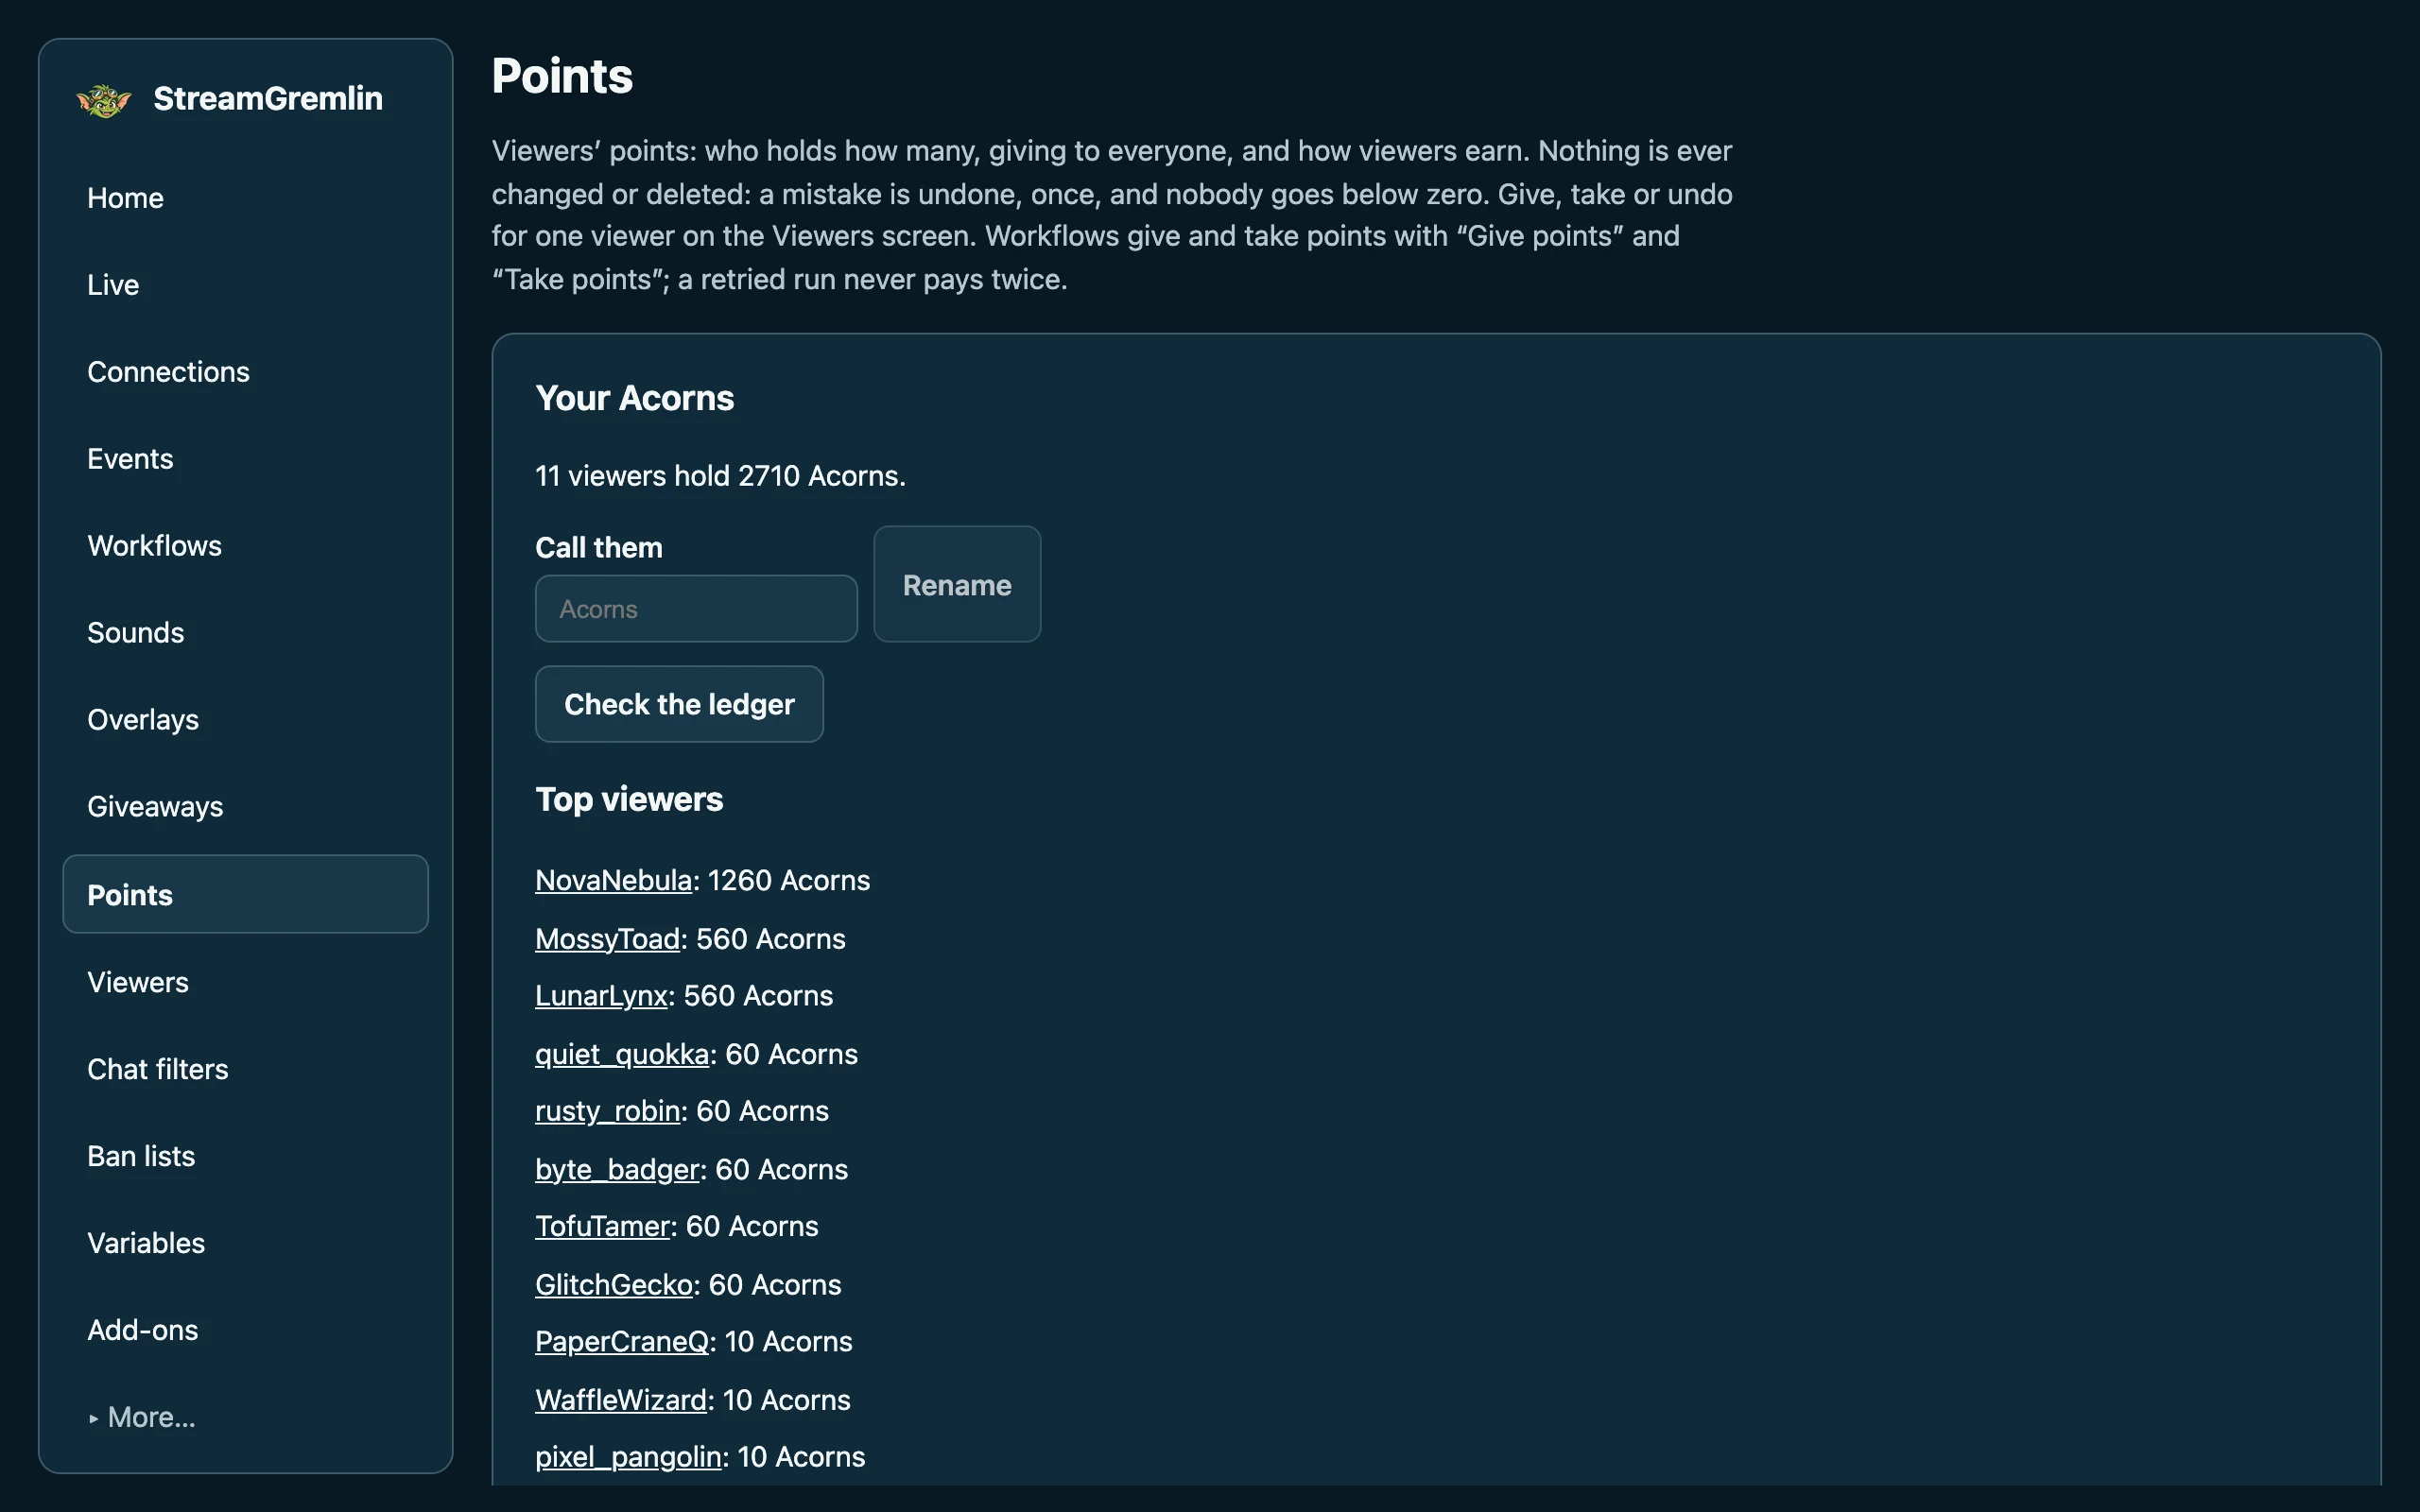 StreamGremlin
Home
Live
Connections
Events
Workflows
Sounds
Overlays
Giveaways
Points
Viewers
Chat filters
Ban lists
Variables
Add-ons
▸ More...
Points
Viewers’ points: who holds how many, giving to everyone, and how viewers earn. Nothing is ever
changed or deleted: a mistake is undone, once, and nobody goes below zero. Give, take or undo
for one viewer on the Viewers screen. Workflows give and take points with “Give points” and
“Take points”; a retried run never pays twice.
Your Acorns
11 viewers hold 2710 Acorns.
Call them
Acorns
Rename
Check the ledger
Top viewers
NovaNebula: 1260 Acorns
MossyToad: 560 Acorns
LunarLynx: 560 Acorns
quiet_quokka: 60 Acorns
rusty_robin: 60 Acorns
byte_badger: 60 Acorns
TofuTamer: 60 Acorns
GlitchGecko: 60 Acorns
PaperCraneQ: 10 Acorns
WaffleWizard: 10 Acorns
pixel_pangolin: 10 Acorns